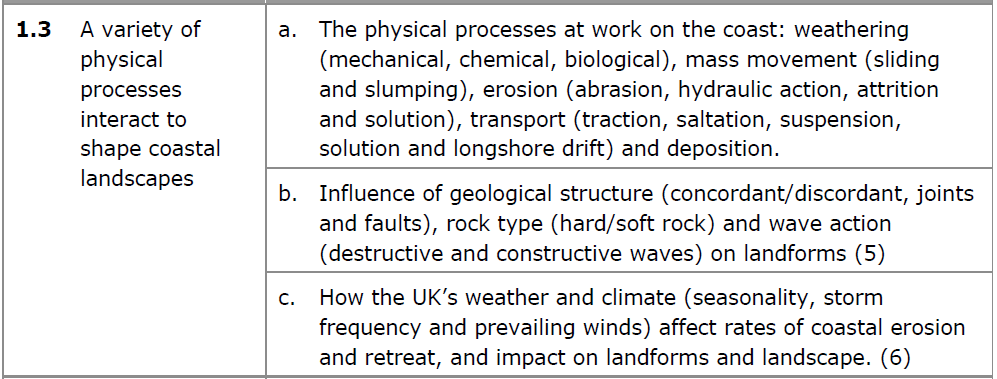 1.3 A variety of
physical
processes
interact to
shape coastal
landscapes
a. The physical processes at work on the coast: weathering
(mechanical, chemical, biological), mass movement (sliding
and slumping), erosion (abrasion, hydraulic action, attrition
and solution), transport (traction, saltation, suspension,
solution and longshore drift) and deposition.
b. Influence of geological structure (concordant/discordant, joints
and faults), rock type (hard/soft rock) and wave action
(destructive and constructive waves) on landforms (5)
c. How the UK’s weather and climate (seasonality, storm
frequency and prevailing winds) affect rates of coastal erosion
and retreat, and impact on landforms and landscape. (6)